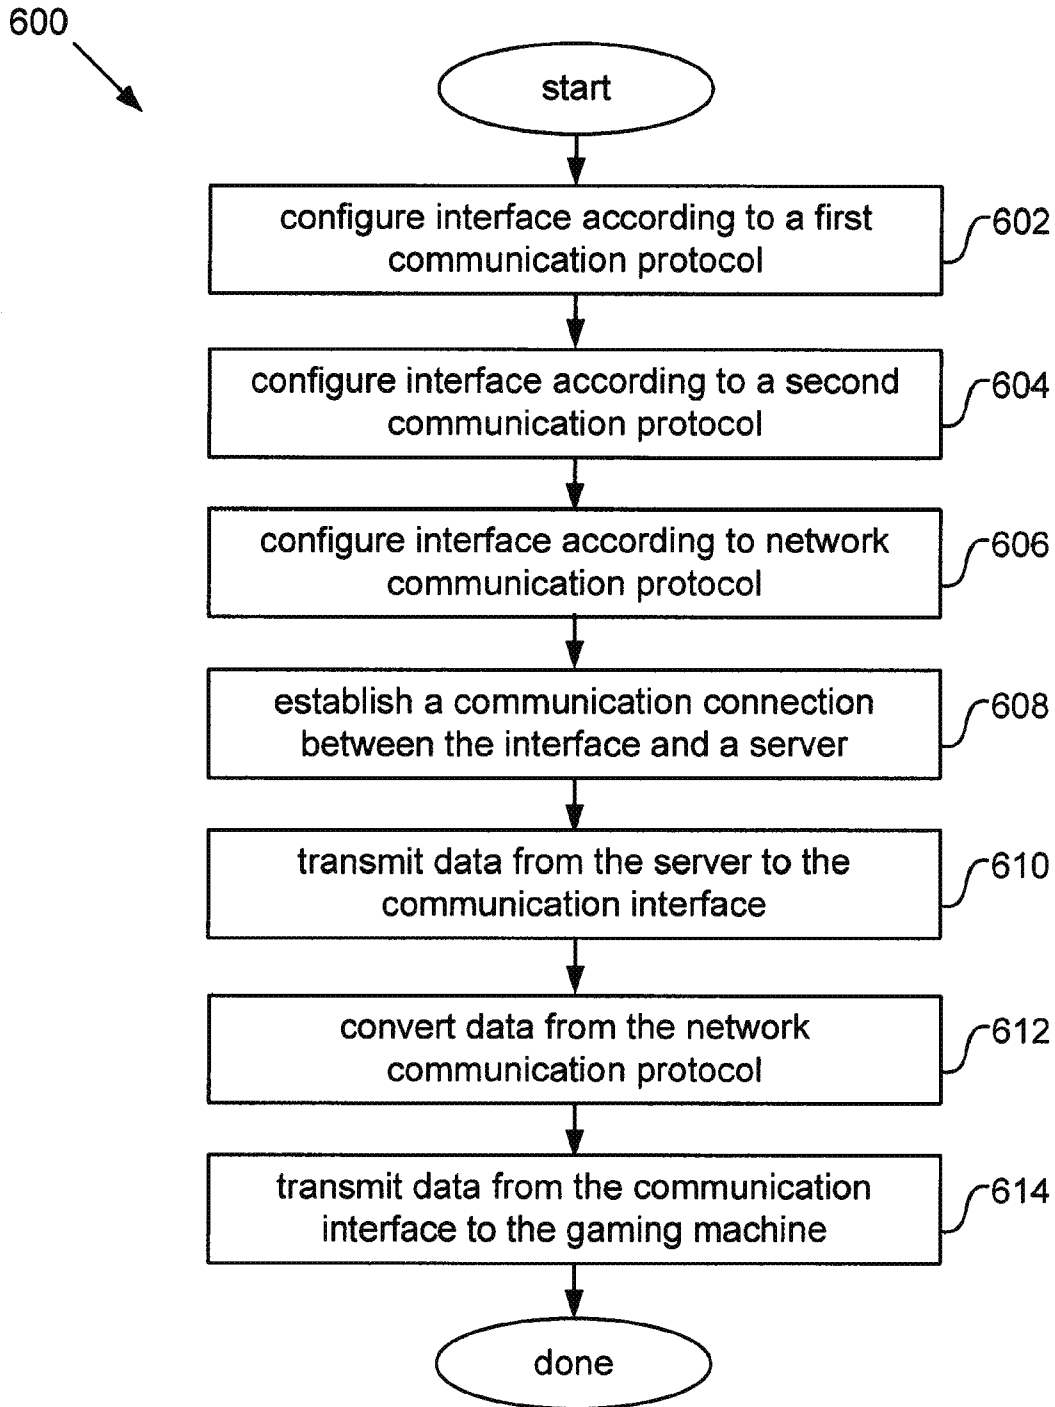 600
start
configure interface according to a first
communication protocol
602
configure interface according to a second
communication protocol
604
configure interface according to network
communication protocol
606
establish a communication connection
between the interface and a server
608
transmit data from the server to the
communication interface
610
convert data from the network
communication protocol
612
transmit data from the communication
interface to the gaming machine
614
done